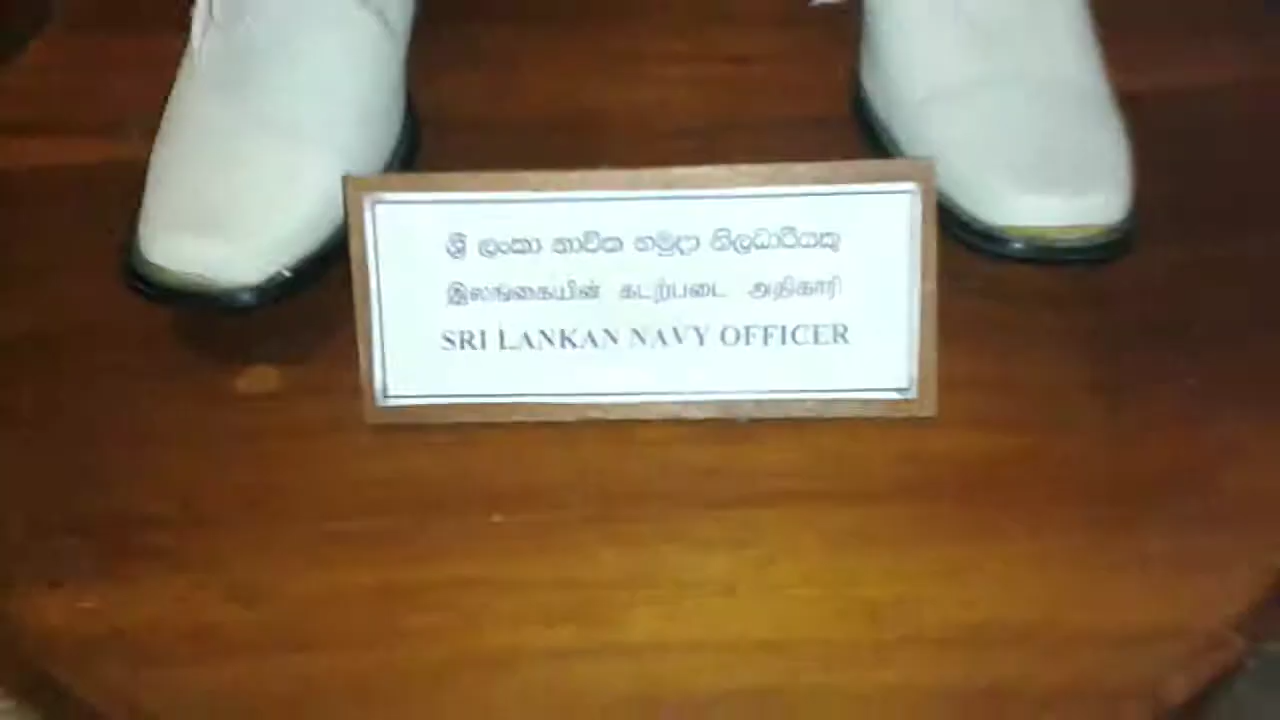 ශ්‍රී ලංකා නාවික හමුදා නිලධාරියකු
இலங்கையின் கடற்படை அதிகாரி
SRI LANKAN NAVY OFFICER